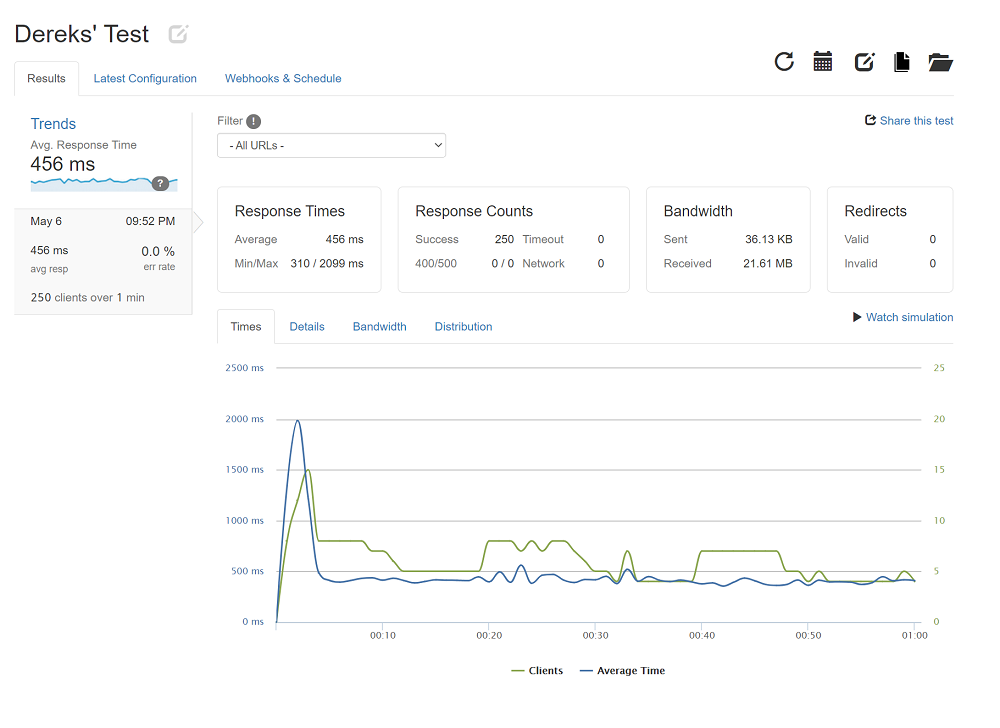 Dereks' Test
Results Latest Configuration Webhooks & Schedule
Trends
Avg. Response Time
456 ms
?
May 6 09:52 PM
456 ms 0.0 %
avg resp err rate
250 clients over 1 min
Filter !
- All URLs -
Share this test
Response Times
Average 456 ms
Min/Max 310 / 2099 ms
Response Counts
Success 250 Timeout 0
400/500 0 / 0 Network 0
Bandwidth
Sent 36.13 KB
Received 21.61 MB
Redirects
Valid 0
Invalid 0
Times Details Bandwidth Distribution
Watch simulation
2500 ms 25
2000 ms 20
1500 ms 15
1000 ms 10
500 ms 5
0 ms 0
00:10 00:20 00:30 00:40 00:50 01:00
Clients Average Time